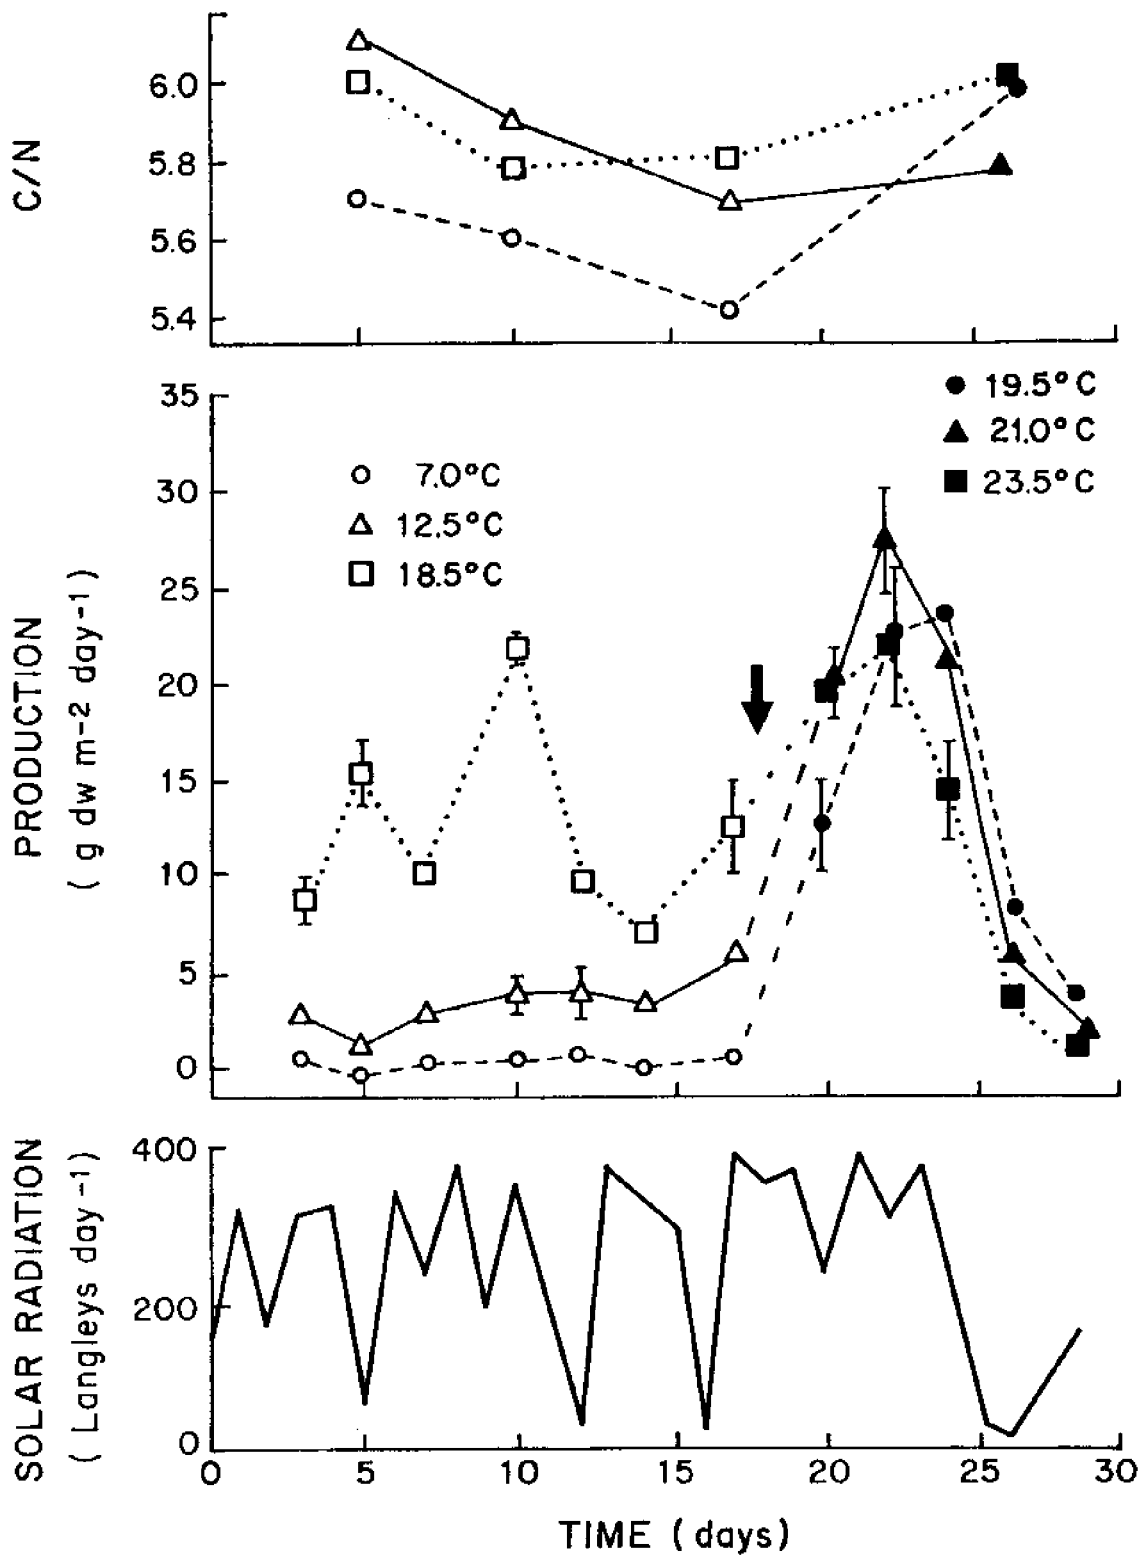 C/N
6.0
5.8
5.6
5.4
PRODUCTION
( g dw m-2 day-1)
35
30
25
20
15
10
5
0
7.0°C
12.5°C
18.5°C
19.5°C
21.0°C
23.5°C
SOLAR RADIATION
( Langleys day-1)
400
200
0
0 5 10 15 20 25 30
TIME (days)